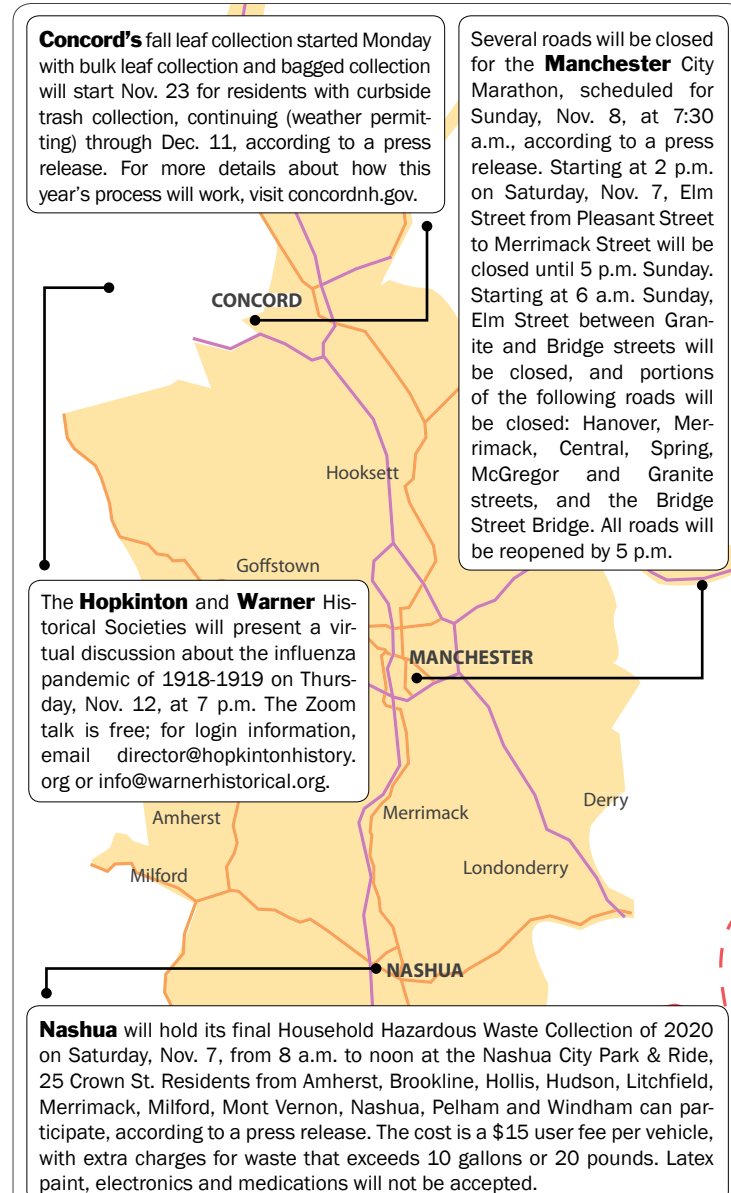 Concord's fall leaf collection started Monday
with bulk leaf collection and bagged collection
will start Nov. 23 for residents with curbside
trash collection, continuing (weather permit-
ting) through Dec. 11, according to a press
release. For more details about how this
year's process will work, visit concordnh.gov.
Several roads will be closed
for the Manchester City
Marathon, scheduled for
Sunday, Nov. 8, at 7:30
a.m., according to a press
release. Starting at 2 p.m.
on Saturday, Nov. 7, Elm
Street from Pleasant Street
to Merrimack Street will be
closed until 5 p.m. Sunday.
Starting at 6 a.m. Sunday,
Elm Street between Gran-
ite and Bridge streets will
be closed, and portions
of the following roads will
be closed: Hanover, Mer-
rimack, Central, Spring,
McGregor and Granite
streets, and the Bridge
Street Bridge. All roads will
be reopened by 5 p.m.
CONCORD
Hooksett
Goffstown
The Hopkinton and Warner His-
torical Societies will present a vir-
tual discussion about the influenza
pandemic of 1918-1919 on Thurs-
day, Nov. 12, at 7 p.m. The Zoom
talk is free; for login information,
email director@hopkintonhistory.
org or info@warnerhistorical.org.
MANCHESTER
Amherst
Merrimack
Derry
Milford
Londonderry
NASHUA
Nashua will hold its final Household Hazardous Waste Collection of 2020
on Saturday, Nov. 7, from 8 a.m. to noon at the Nashua City Park & Ride,
25 Crown St. Residents from Amherst, Brookline, Hollis, Hudson, Litchfield,
Merrimack, Milford, Mont Vernon, Nashua, Pelham and Windham can par-
ticipate, according to a press release. The cost is a $15 user fee per vehicle,
with extra charges for waste that exceeds 10 gallons or 20 pounds. Latex
paint, electronics and medications will not be accepted.